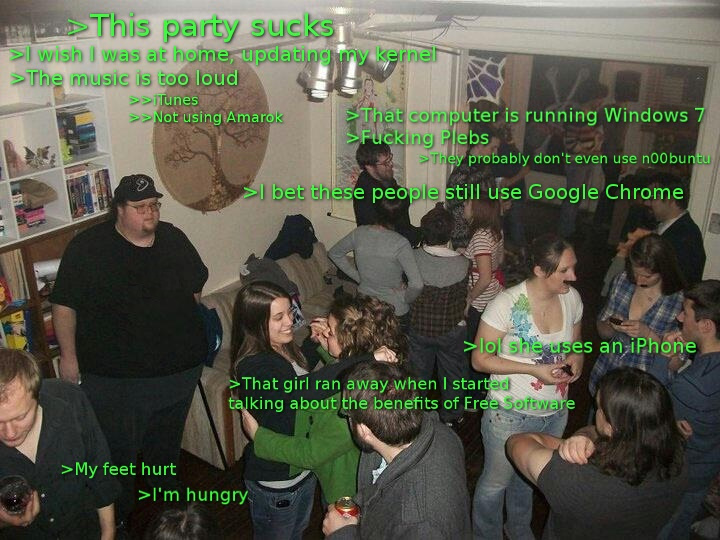 >This party sucks
>I wish I was at home, updating my kernel
>The music is too loud
>>iTunes
>>Not using Amarok
>That computer is running Windows 7
>Fucking Plebs
>They probably don't even use n00buntu
>I bet these people still use Google Chrome
>lol she uses an iPhone
>That girl ran away when I started
talking about the benefits of Free Software
>My feet hurt
>I'm hungry